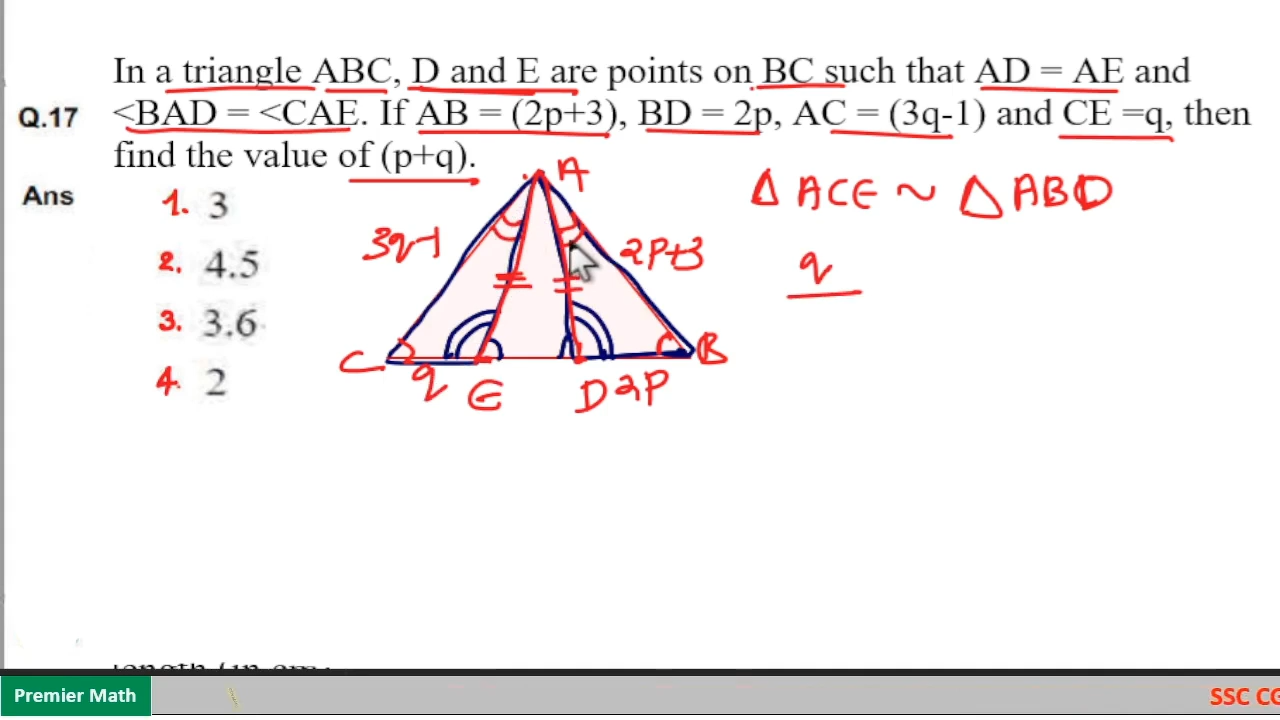 In a triangle ABC, D and E are points on BC such that AD = AE and
Q.17 <BAD = <CAE. If AB = (2p+3), BD = 2p, AC = (3q-1) and CE =q, then
find the value of (p+q).
Ans
1. 3
2. 4.5
3. 3.6
4. 2
A
3q-1
2P+3
C
q
E
D
2P
B
Δ ACE ~ Δ ABD
q
Premier Math
SSC CG